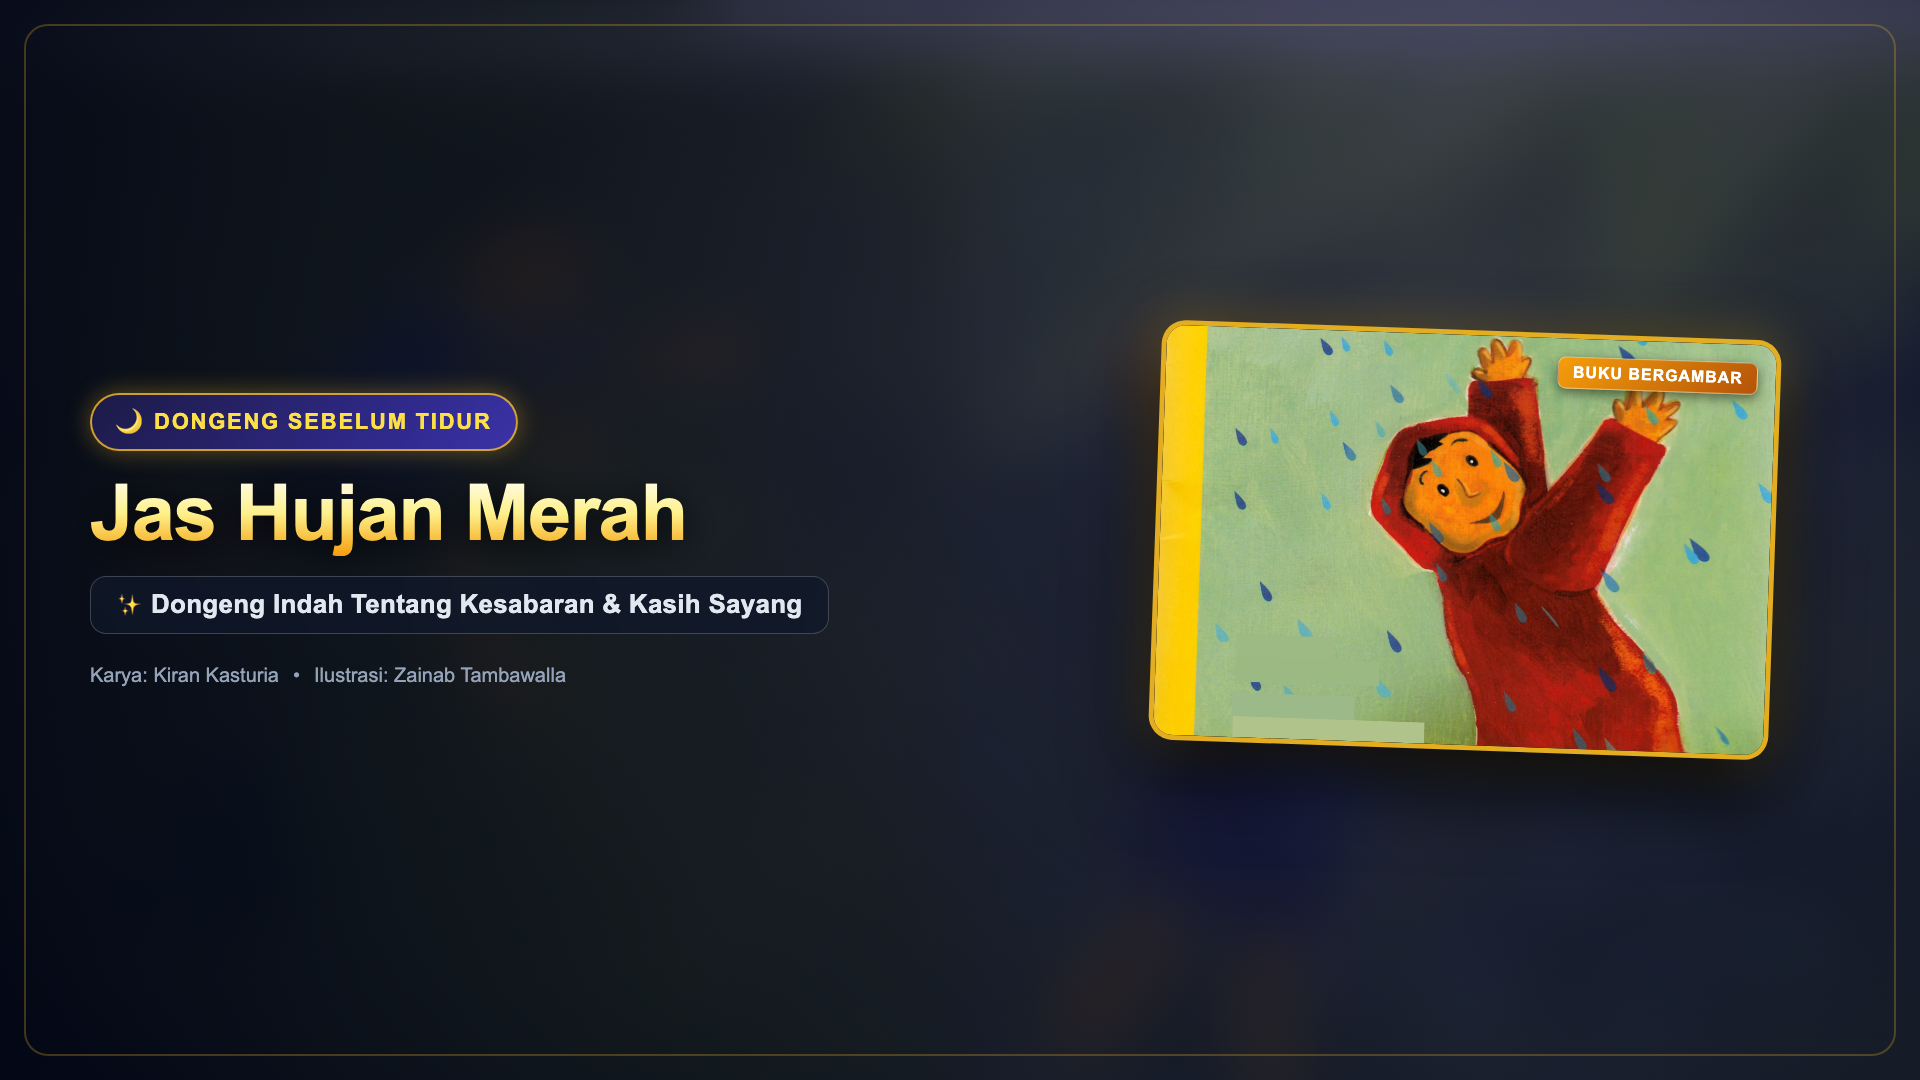 🌙 DONGENG SEBELUM TIDUR
Jas Hujan Merah
✨ Dongeng Indah Tentang Kesabaran & Kasih Sayang
Karya: Kiran Kasturia • Ilustrasi: Zainab Tambawalla
BUKU BERGAMBAR